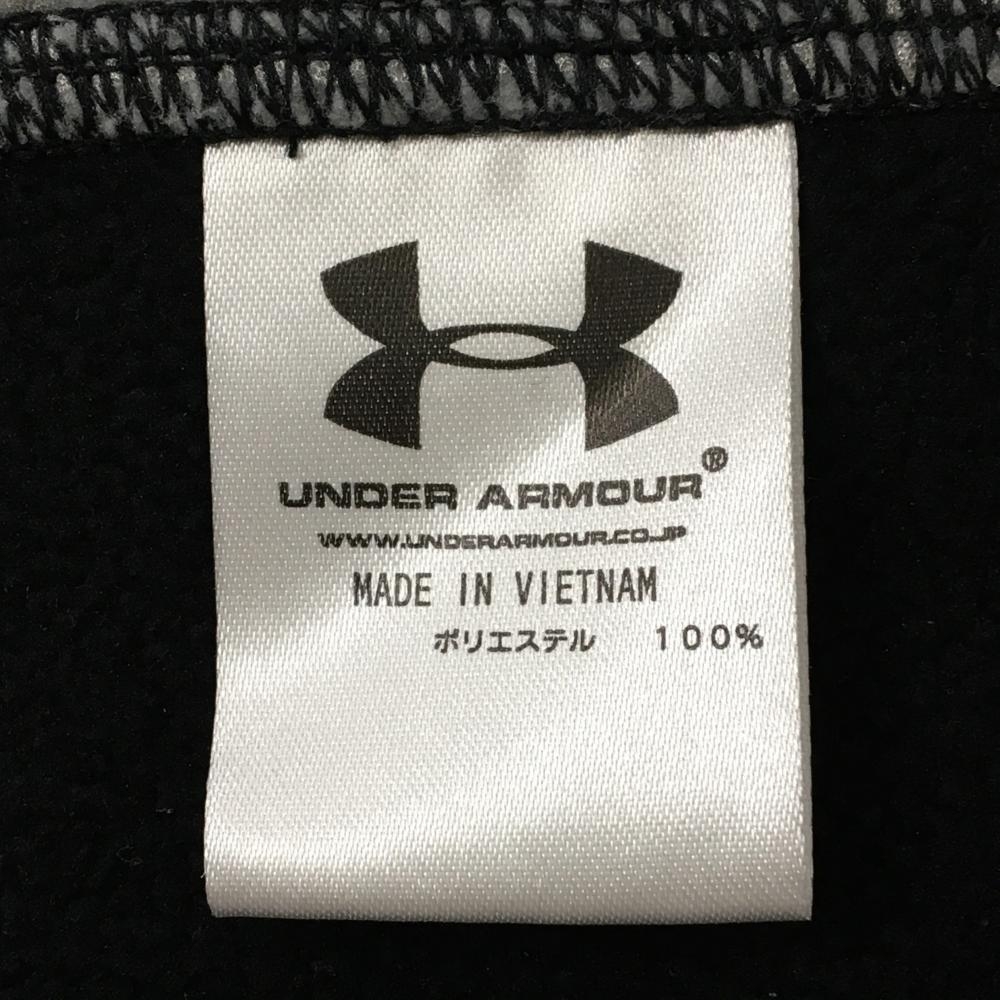 UNDER ARMOUR®
WWW.UNDERARMOUR.CO.JP
MADE IN VIETNAM
ポリエステル 100%